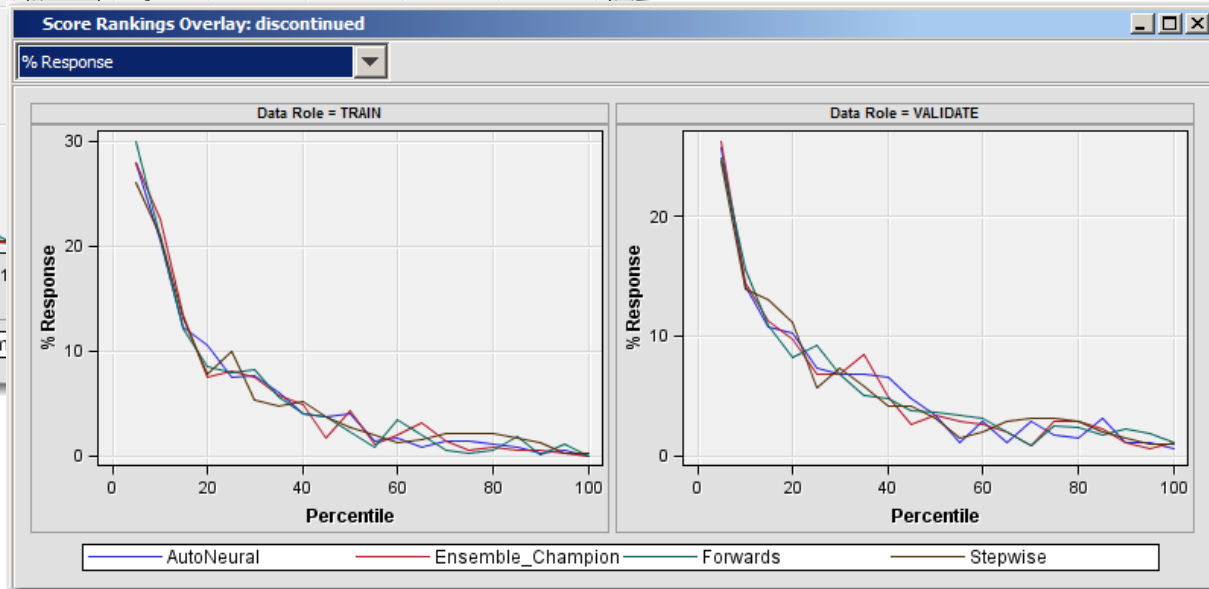 Score Rankings Overlay: discontinued
% Response
Data Role = TRAIN
Data Role = VALIDATE
% Response
30
20
10
0
0 20 40 60 80 100
Percentile
% Response
20
10
0
0 20 40 60 80 100
Percentile
AutoNeural Ensemble_Champion Forwards Stepwise